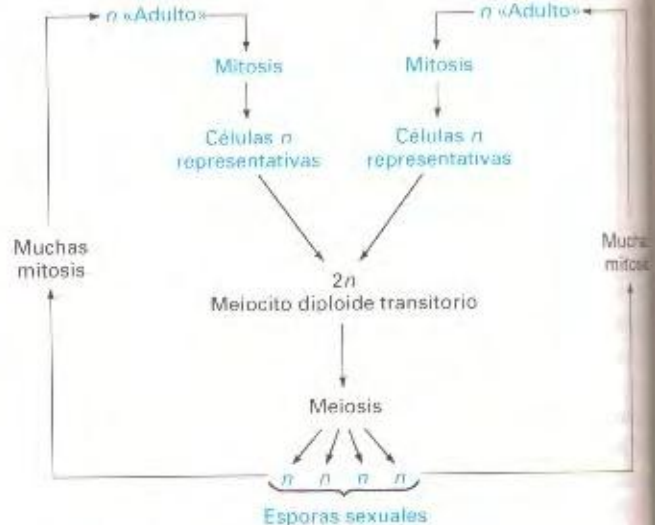 n «Adulto»
n «Adulto»
Mitosis
Mitosis
Células n
representativas
Células n
representativas
Muchas
mitosis
2n
Meiocito diploide transitorio
Meiosis
n n n n
Esporas sexuales